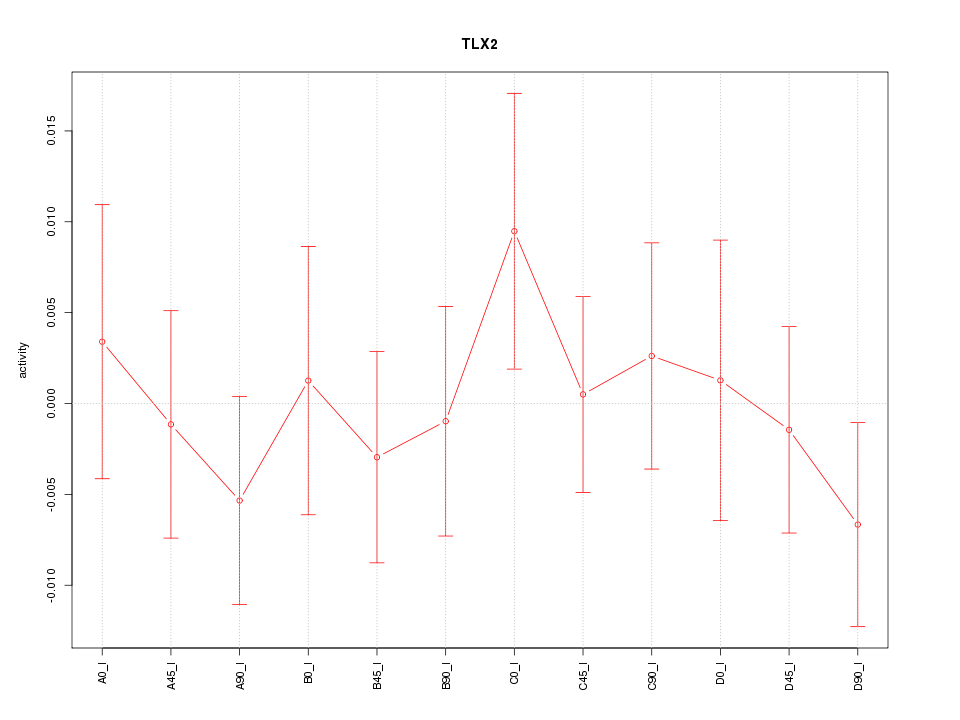 TLX2
activity
0.015
0.010
0.005
0.000
-0.005
-0.010
A0_I
A45_I
A90_I
B0_I
B45_I
B90_I
C0_I
C45_I
C90_I
D0_I
D45_I
D90_I